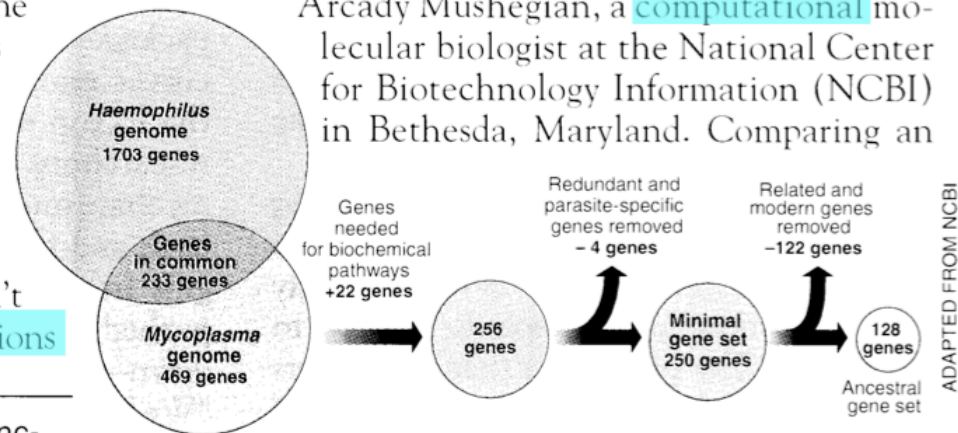 ne
Arcady Mushegian, a computational mo-
lecular biologist at the National Center
for Biotechnology Information (NCBI)
in Bethesda, Maryland. Comparing an
Haemophilus
genome
1703 genes
Genes
in common
233 genes
Mycoplasma
genome
469 genes
Genes
needed
for biochemical
pathways
+22 genes
256
genes
Redundant and
parasite-specific
genes removed
– 4 genes
Minimal
gene set
250 genes
Related and
modern genes
removed
–122 genes
128
genes
Ancestral
gene set
ADAPTED FROM NCBI
't
ions